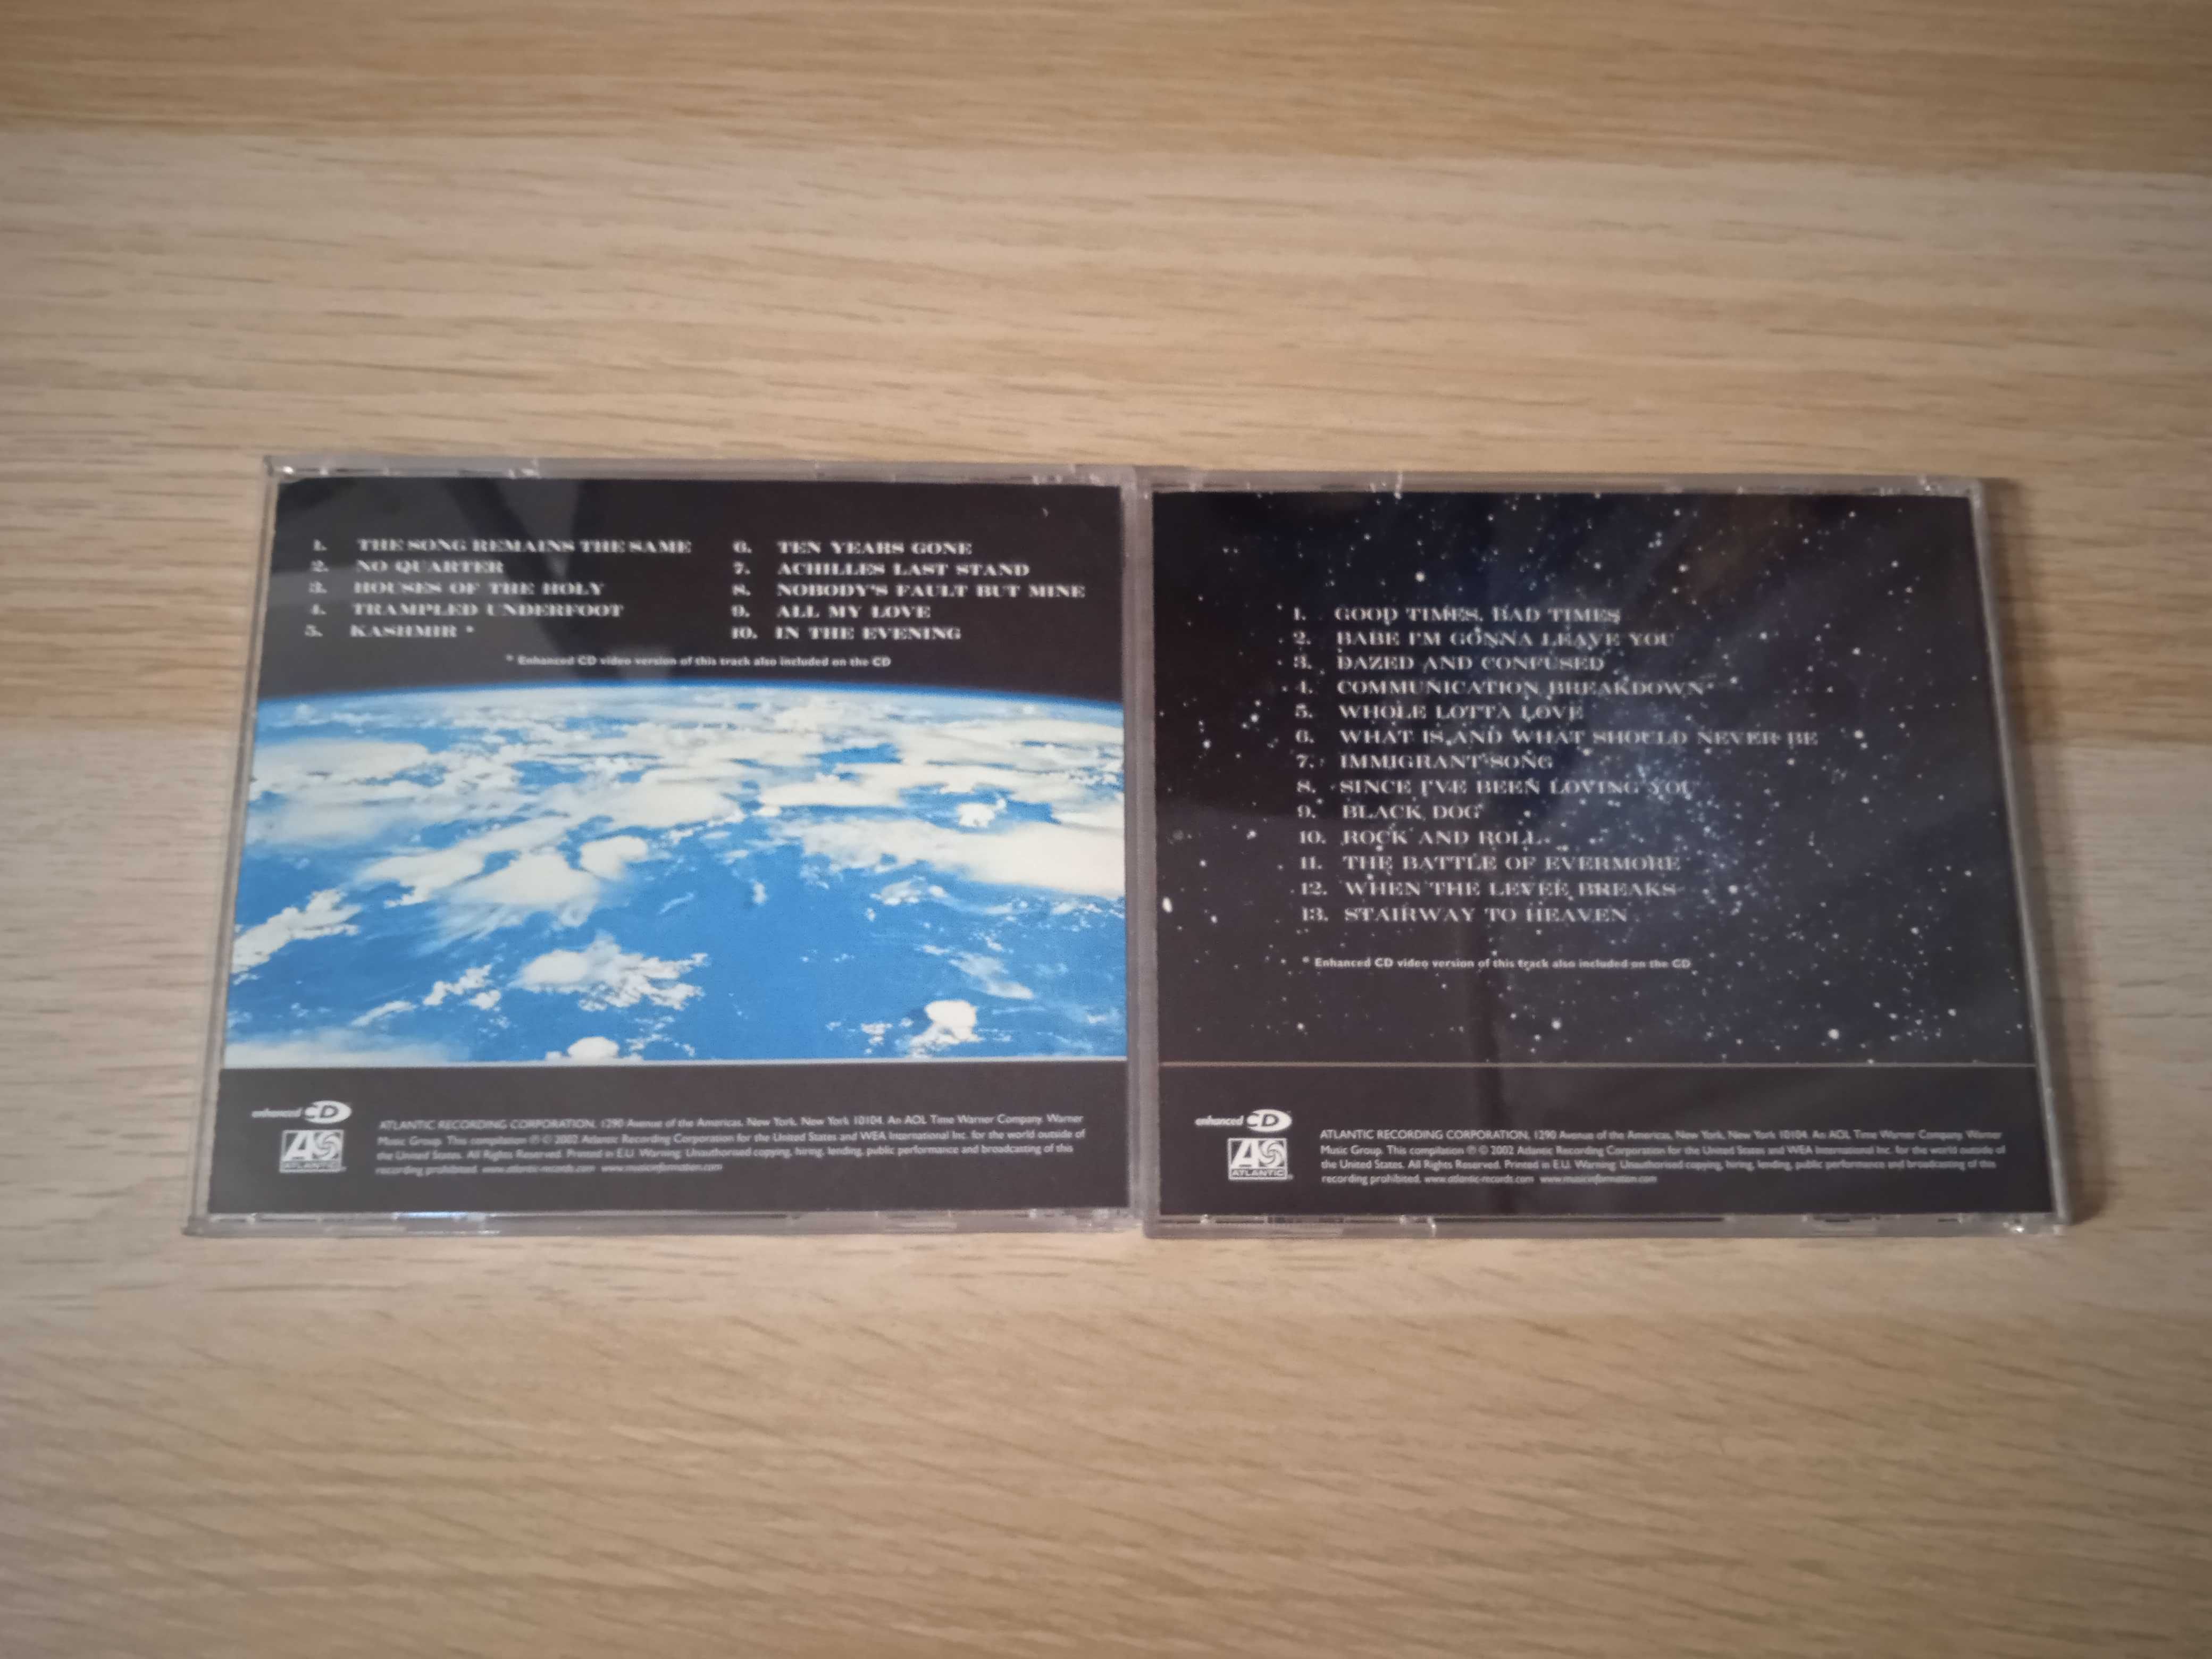 1. THE SONG REMAINS THE SAME
2. NO QUARTER
3. HOUSES OF THE HOLY
4. TRAMPLED UNDERFOOT
5. KASHMIR *
6. TEN YEARS GONE
7. ACHILLES LAST STAND
8. NOBODY'S FAULT BUT MINE
9. ALL MY LOVE
10. IN THE EVENING
* Enhanced CD video version of this track also included on the CD
enhanced CD
ATLANTIC
ATLANTIC RECORDING CORPORATION, 1290 Avenue of the Americas, New York, New York 10104. An AOL Time Warner Company. Warner
Music Group. This compilation ℗ © 2002 Atlantic Recording Corporation for the United States and WEA International Inc. for the world outside of
the United States. All Rights Reserved. Printed in E.U. Warning: Unauthorised copying, hiring, lending, public performance and broadcasting of this
recording prohibited. www.atlantic-records.com www.musicinformation.com
1. GOOD TIMES, BAD TIMES
2. BABE I'M GONNA LEAVE YOU
3. DAZED AND CONFUSED
4. COMMUNICATION BREAKDOWN*
5. WHOLE LOTTA LOVE
6. WHAT IS AND WHAT SHOULD NEVER BE
7. IMMIGRANT SONG
8. SINCE I'VE BEEN LOVING YOU
9. BLACK DOG
10. ROCK AND ROLL
11. THE BATTLE OF EVERMORE
12. WHEN THE LEVEE BREAKS
13. STAIRWAY TO HEAVEN
* Enhanced CD video version of this track also included on the CD
enhanced CD
ATLANTIC
ATLANTIC RECORDING CORPORATION, 1290 Avenue of the Americas, New York, New York 10104. An AOL Time Warner Company. Warner
Music Group. This compilation ℗ © 2002 Atlantic Recording Corporation for the United States and WEA International Inc. for the world outside of
the United States. All Rights Reserved. Printed in E.U. Warning: Unauthorised copying, hiring, lending, public performance and broadcasting of this
recording prohibited. www.atlantic-records.com www.musicinformation.com